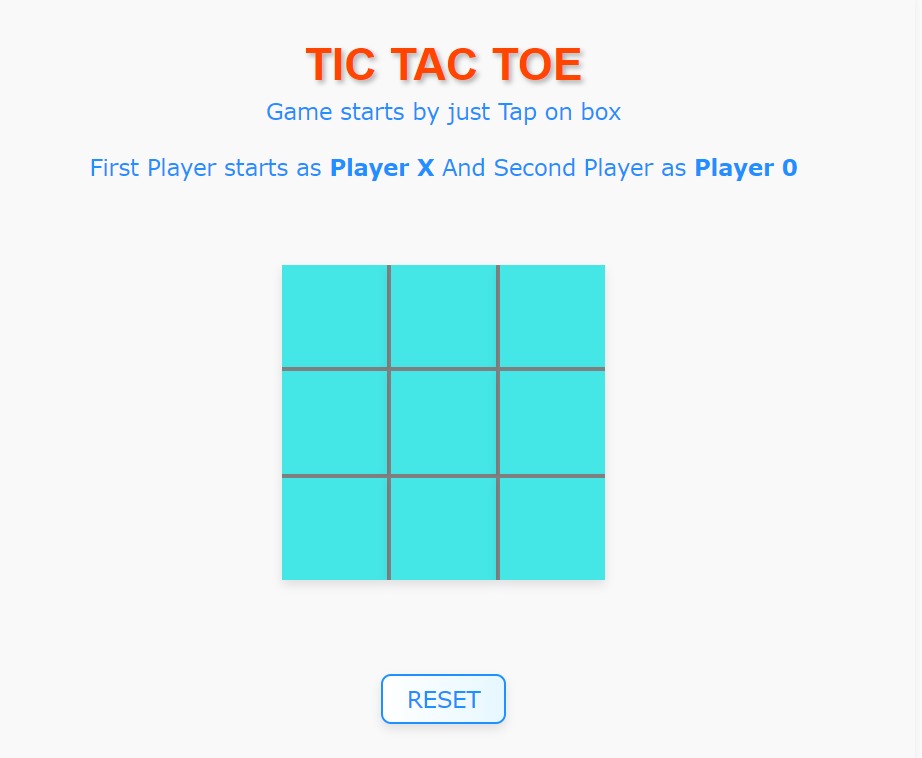 TIC TAC TOE
Game starts by just Tap on box
First Player starts as Player X And Second Player as Player 0
RESET